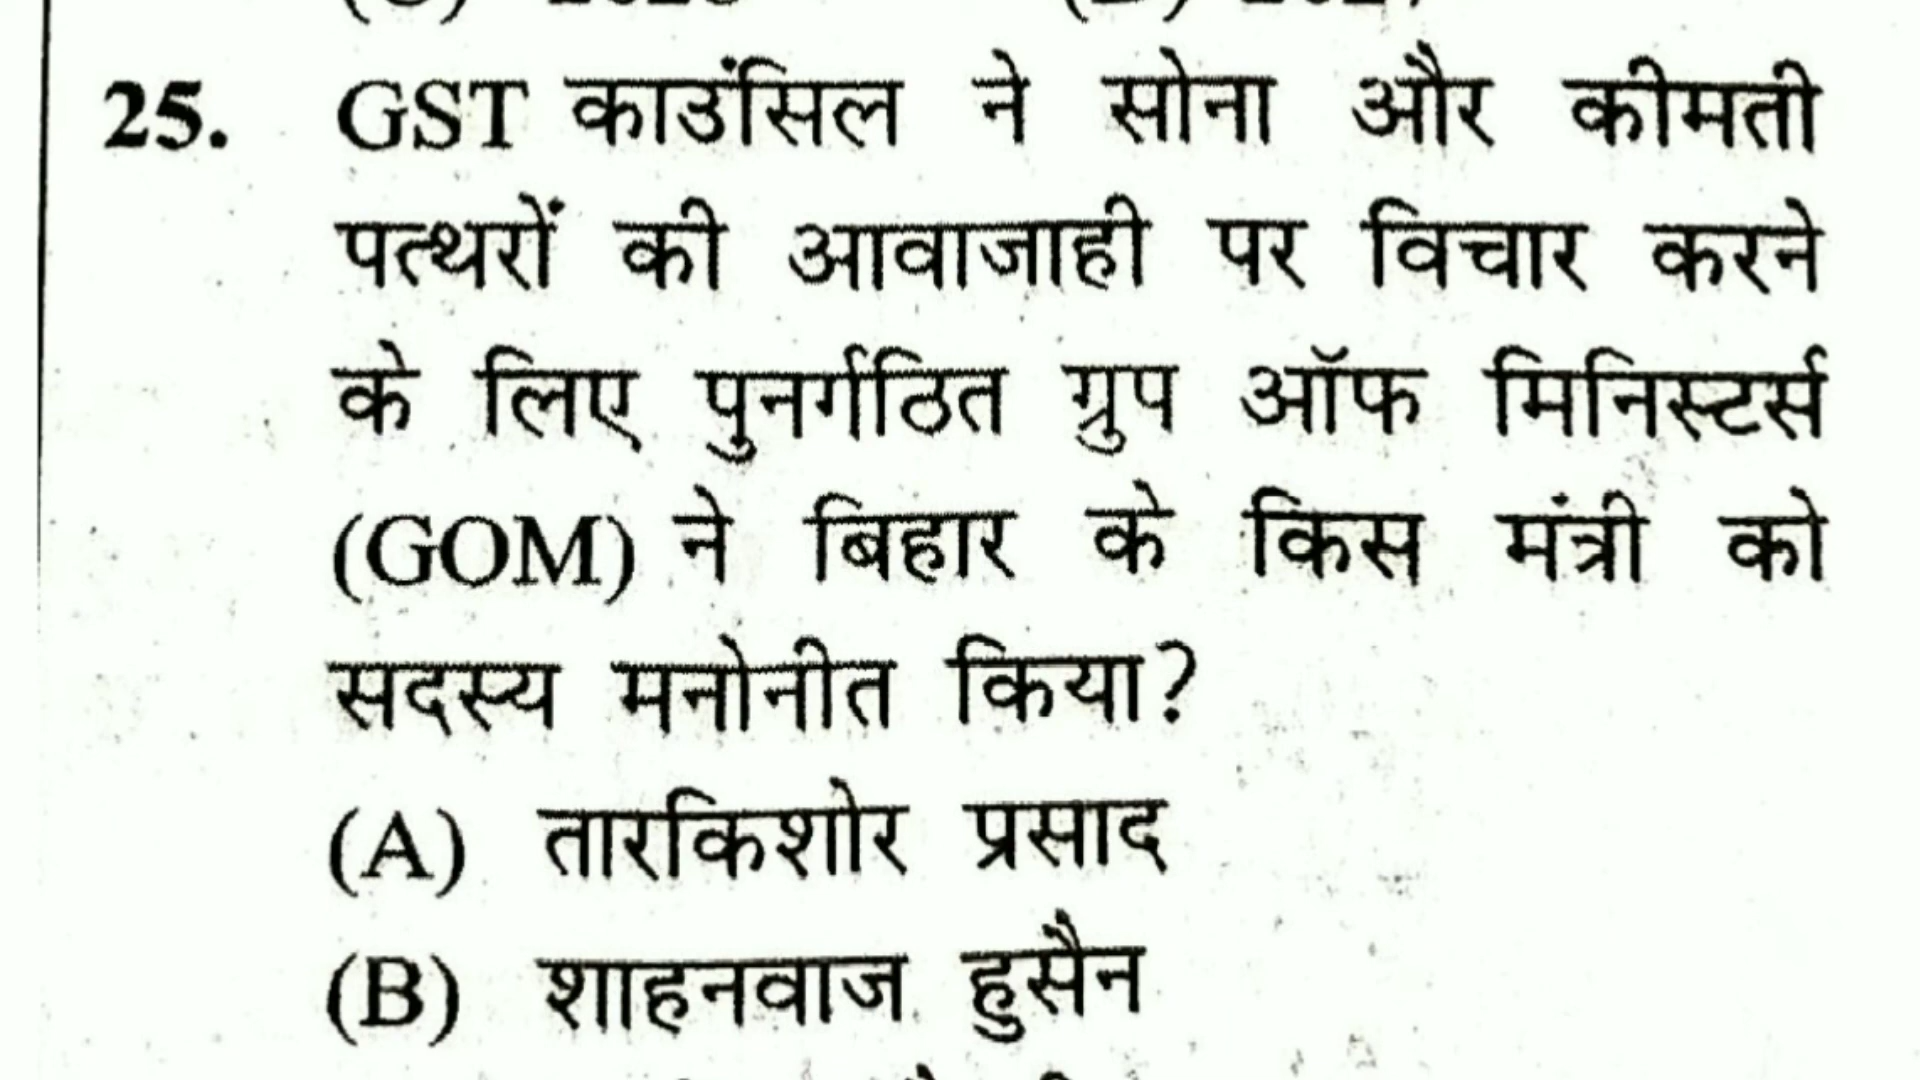 25. GST काउंसिल ने सोना और कीमती
पत्थरों की आवाजाही पर विचार करने
के लिए पुनर्गठित ग्रुप ऑफ मिनिस्टर्स
(GOM) ने बिहार के किस मंत्री को
सदस्य मनोनीत किया?
(A) तारकिशोर प्रसाद
(B) शाहनवाज हुसैन